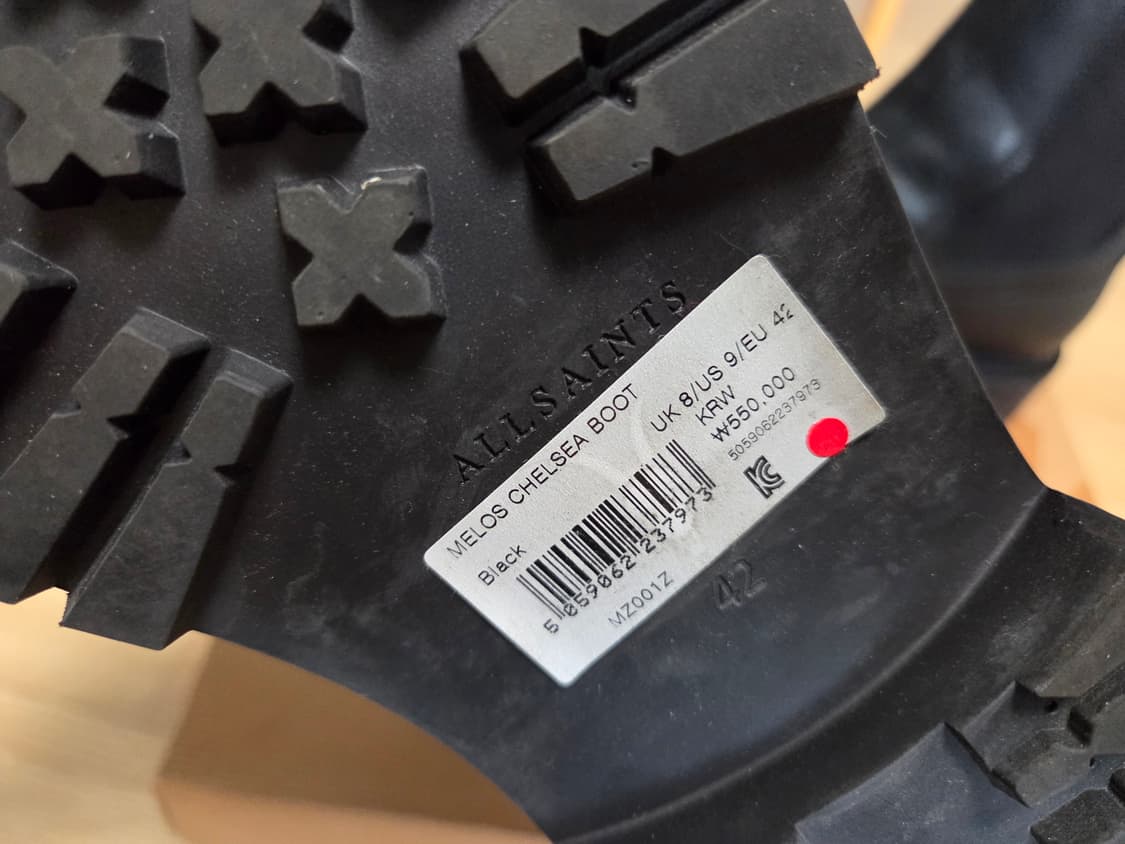 ALLSAINTS
MELOS CHELSEA BOOT
Black
UK 8/US 9/EU 42
KRW
₩550,000
5059062237973
5 059062 237973
MZ001Z
42